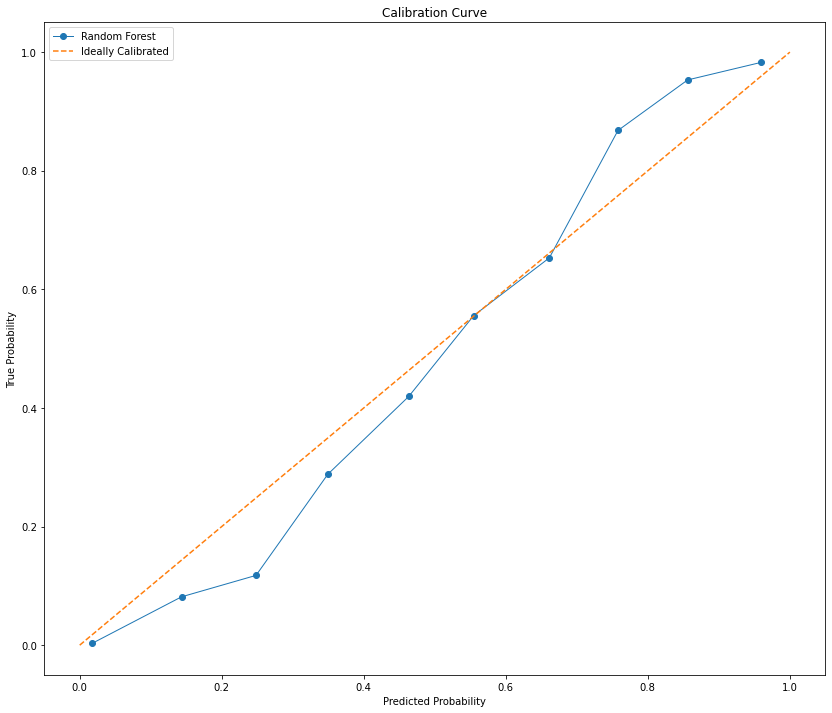 Calibration Curve
Random Forest
Ideally Calibrated
1.0
0.8
0.6
0.4
0.2
0.0
True Probability
0.0 0.2 0.4 0.6 0.8 1.0
Predicted Probability